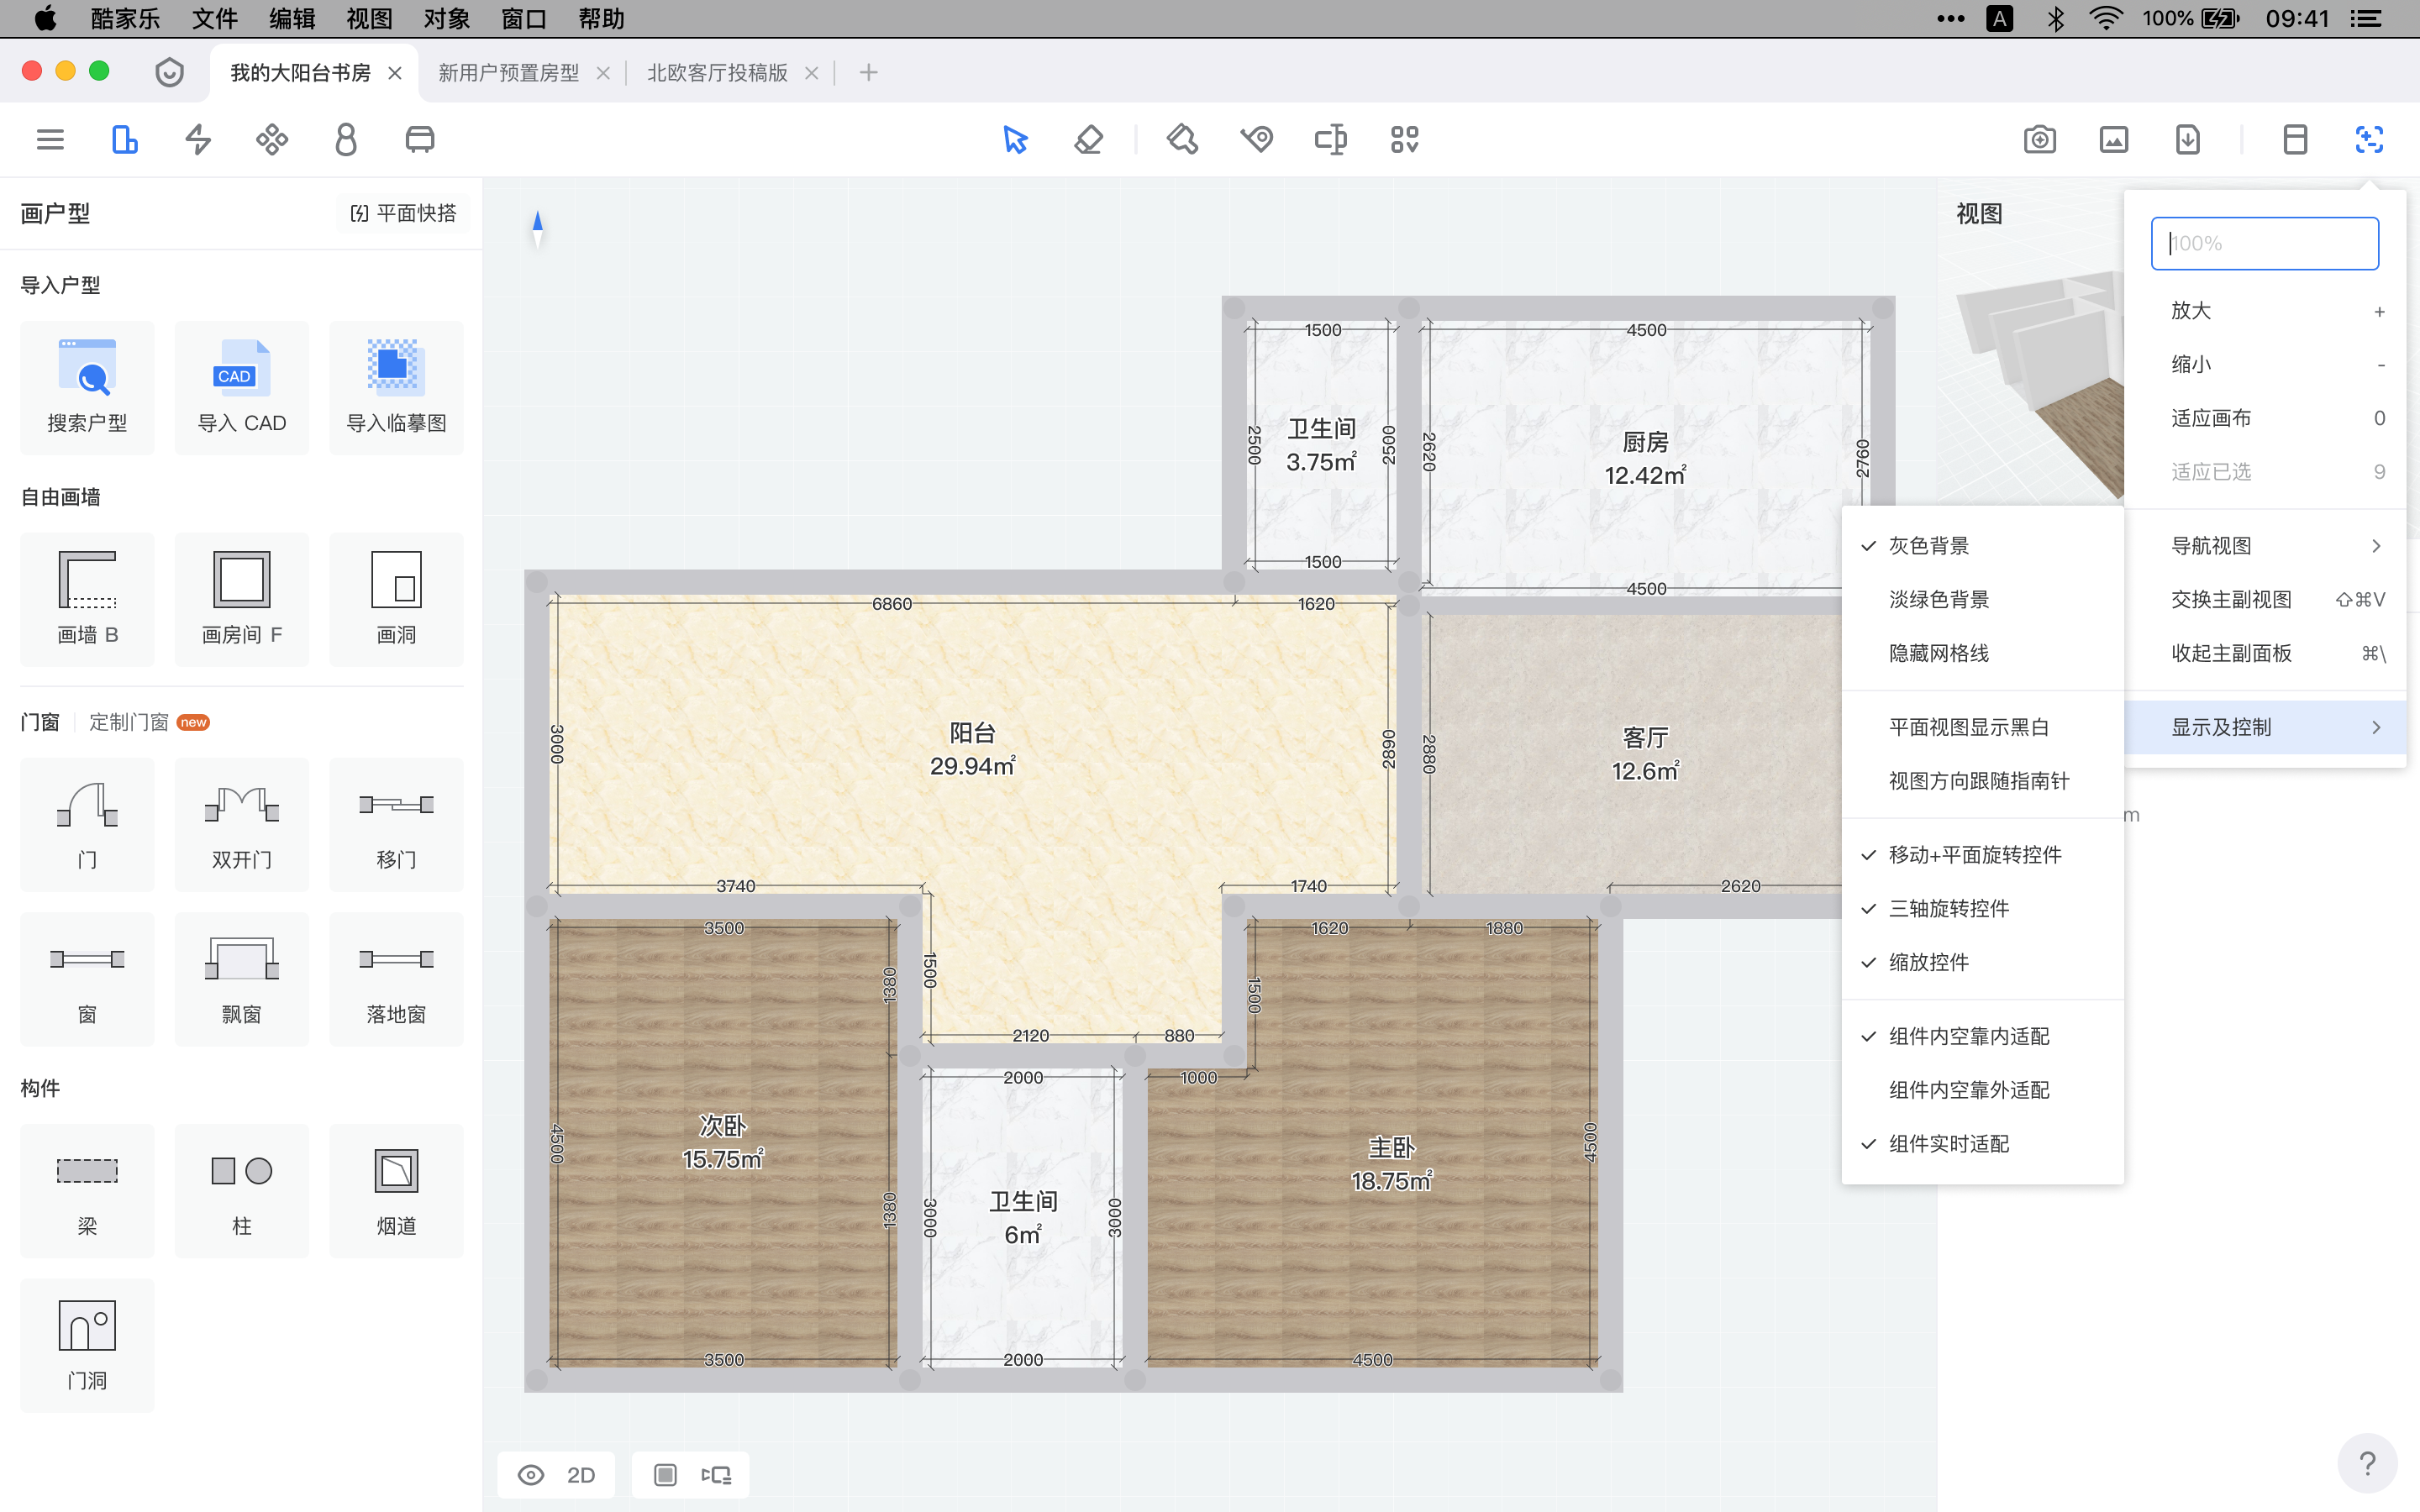 酷家乐 文件 编辑 视图 对象 窗口 帮助 A 100% 09:41
我的大阳台书房 新用户预置房型 北欧客厅投稿版
画户型 平面快搭
导入户型
CAD
搜索户型 导入 CAD 导入临摹图
自由画墙
画墙 B 画房间 F 画洞
门窗 定制门窗 new
门 双开门 移门
窗 飘窗 落地窗
构件
梁 柱 烟道
门洞
1500 4500
卫生间
3.75㎡
2500 2500
厨房
12.42㎡
2620 2760
1500 4500
6860 1620
阳台
29.94㎡
3000 2890
客厅
12.6㎡
2880
3740 1740 2620
3500 1620 1880
1380 1500 1500
2120 880
2000 1000
次卧
15.75㎡
4500 1380
卫生间
6㎡
3000 3000
主卧
18.75㎡
4500
3500 2000 4500
2D
视图
100%
放大 +
缩小 -
适应画布 0
适应已选 9
导航视图
交换主副视图 ⇧⌘V
收起主副面板 ⌘\
显示及控制
m
灰色背景
淡绿色背景
隐藏网格线
平面视图显示黑白
视图方向跟随指南针
移动+平面旋转控件
三轴旋转控件
缩放控件
组件内空靠内适配
组件内空靠外适配
组件实时适配
?